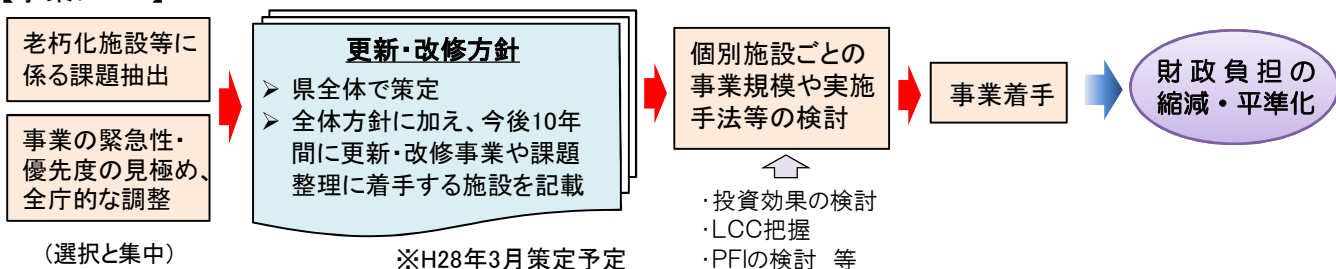 老朽化施設等に
係る課題抽出
事業の緊急性・
優先度の見極め、
全庁的な調整
（選択と集中）
更新・改修方針
➢ 県全体で策定
➢ 全体方針に加え、今後10年
間に更新・改修事業や課題
整理に着手する施設を記載
※H28年3月策定予定
個別施設ごとの
事業規模や実施
手法等の検討
・投資効果の検討
・LCC把握
・PFIの検討　等
事業着手
財政負担の
縮減・平準化